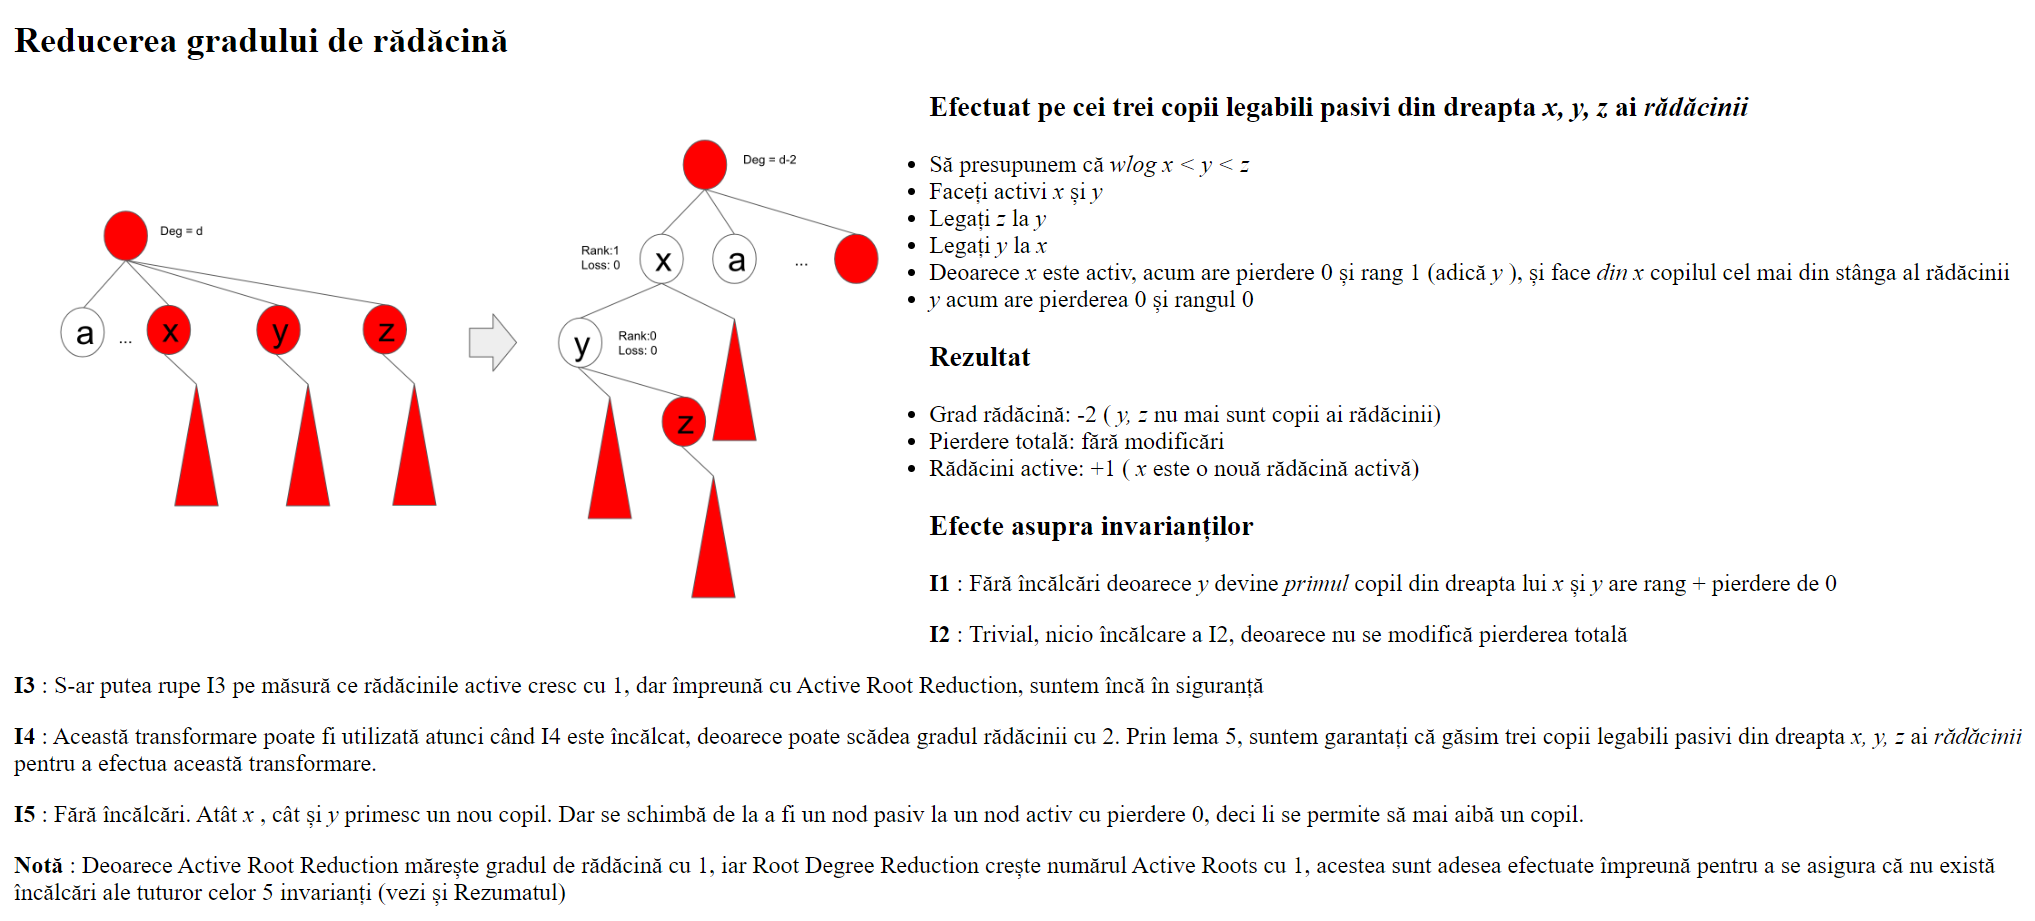 Reducerea gradului de rădăcină
Deg = d
a
...
x
y
z
Deg = d-2
Rank:1
Loss: 0
x
a
...
y
Rank:0
Loss: 0
z
Efectuat pe cei trei copii legabili pasivi din dreapta x, y, z ai rădăcinii
• Să presupunem că wlog x < y < z
• Faceți activi x și y
• Legați z la y
• Legați y la x
• Deoarece x este activ, acum are pierdere 0 și rang 1 (adică y ), și face din x copilul cel mai din stânga al rădăcinii
• y acum are pierderea 0 și rangul 0
Rezultat
• Grad rădăcină: -2 ( y, z nu mai sunt copii ai rădăcinii)
• Pierdere totală: fără modificări
• Rădăcini active: +1 ( x este o nouă rădăcină activă)
Efecte asupra invarianților
I1 : Fără încălcări deoarece y devine primul copil din dreapta lui x și y are rang + pierdere de 0
I2 : Trivial, nicio încălcare a I2, deoarece nu se modifică pierderea totală
I3 : S-ar putea rupe I3 pe măsură ce rădăcinile active cresc cu 1, dar împreună cu Active Root Reduction, suntem încă în siguranță
I4 : Această transformare poate fi utilizată atunci când I4 este încălcat, deoarece poate scădea gradul rădăcinii cu 2. Prin lema 5, suntem garantați că găsim trei copii legabili pasivi din dreapta x, y, z ai rădăcinii
pentru a efectua această transformare.
I5 : Fără încălcări. Atât x , cât și y primesc un nou copil. Dar se schimbă de la a fi un nod pasiv la un nod activ cu pierdere 0, deci li se permite să mai aibă un copil.
Notă : Deoarece Active Root Reduction mărește gradul de rădăcină cu 1, iar Root Degree Reduction crește numărul Active Roots cu 1, acestea sunt adesea efectuate împreună pentru a se asigura că nu există
încălcări ale tuturor celor 5 invarianți (vezi și Rezumatul)